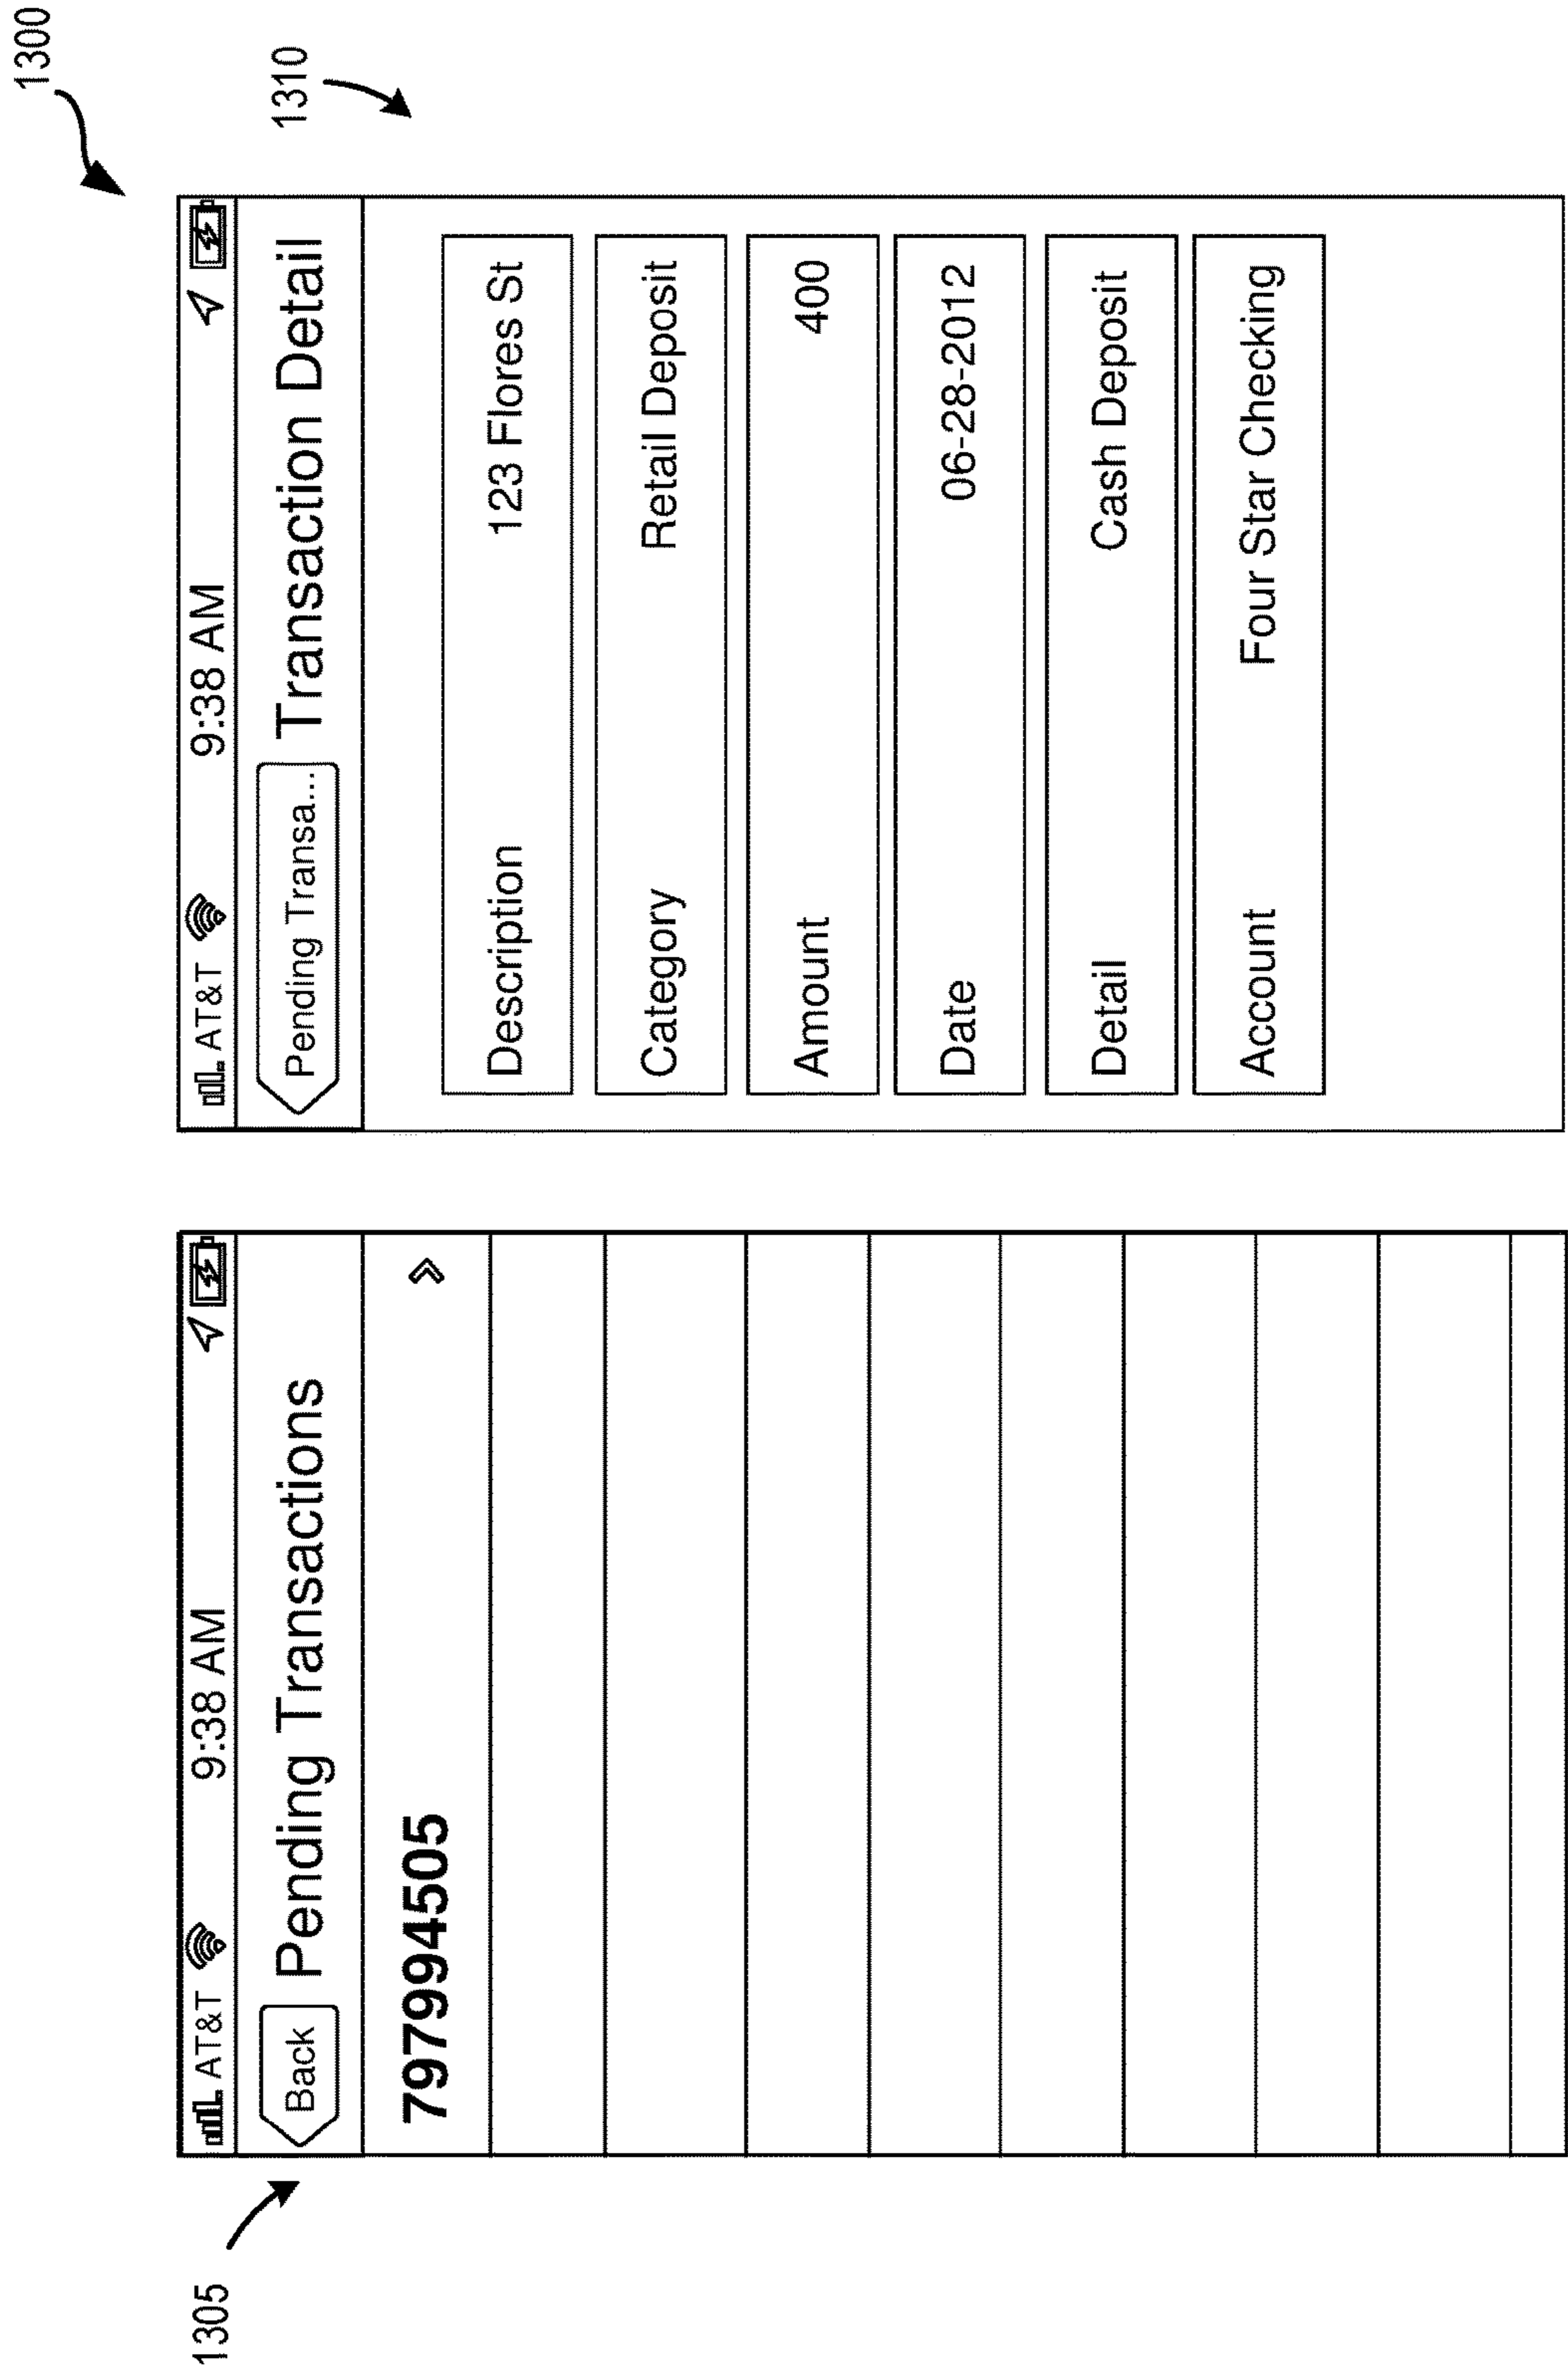 1300
1305
AT&T 9:38 AM
Back Pending Transactions
797994505
1310
AT&T 9:38 AM
Pending Transa... Transaction Detail
Description 123 Flores St
Category Retail Deposit
Amount 400
Date 06-28-2012
Detail Cash Deposit
Account Four Star Checking